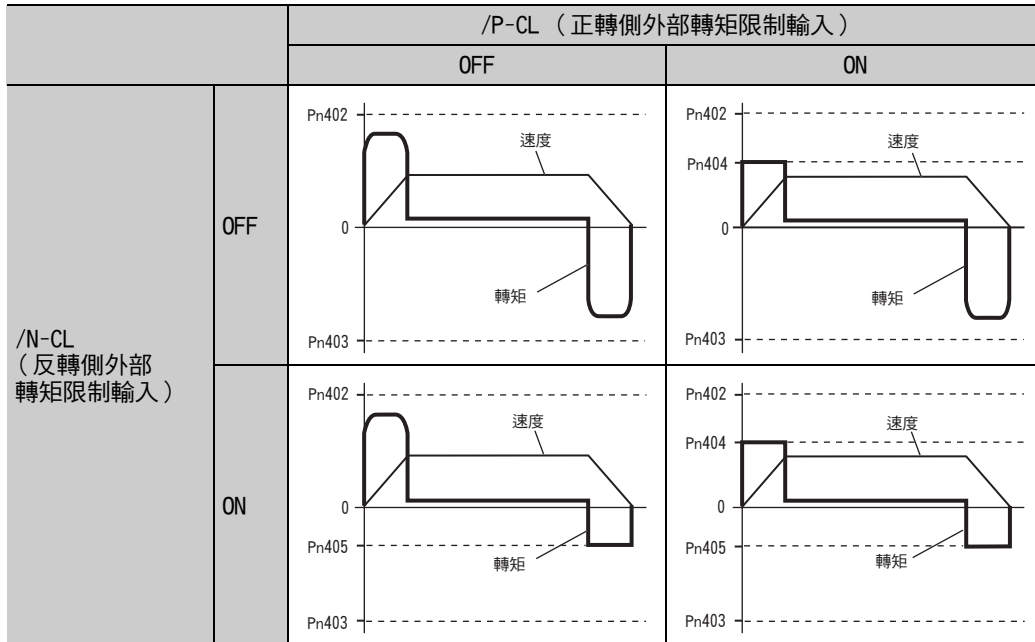 /P-CL（正轉側外部轉矩限制輸入）
OFF
ON
/N-CL
（反轉側外部
轉矩限制輸入）
OFF
Pn402
速度
0
轉矩
Pn403
Pn402
Pn404
速度
0
轉矩
Pn403
ON
Pn402
速度
0
Pn405
轉矩
Pn403
Pn402
Pn404
速度
0
Pn405
轉矩
Pn403